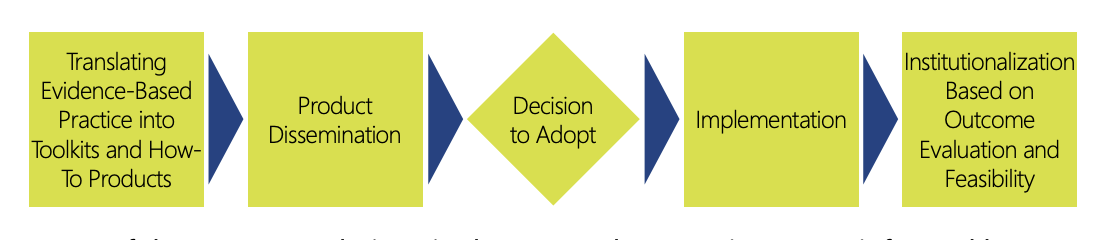 Translating
Evidence-Based
Practice into
Toolkits and How-
To Products
Product
Dissemination
Decision
to Adopt
Implementation
Institutionalization
Based on
Outcome
Evaluation and
Feasibility